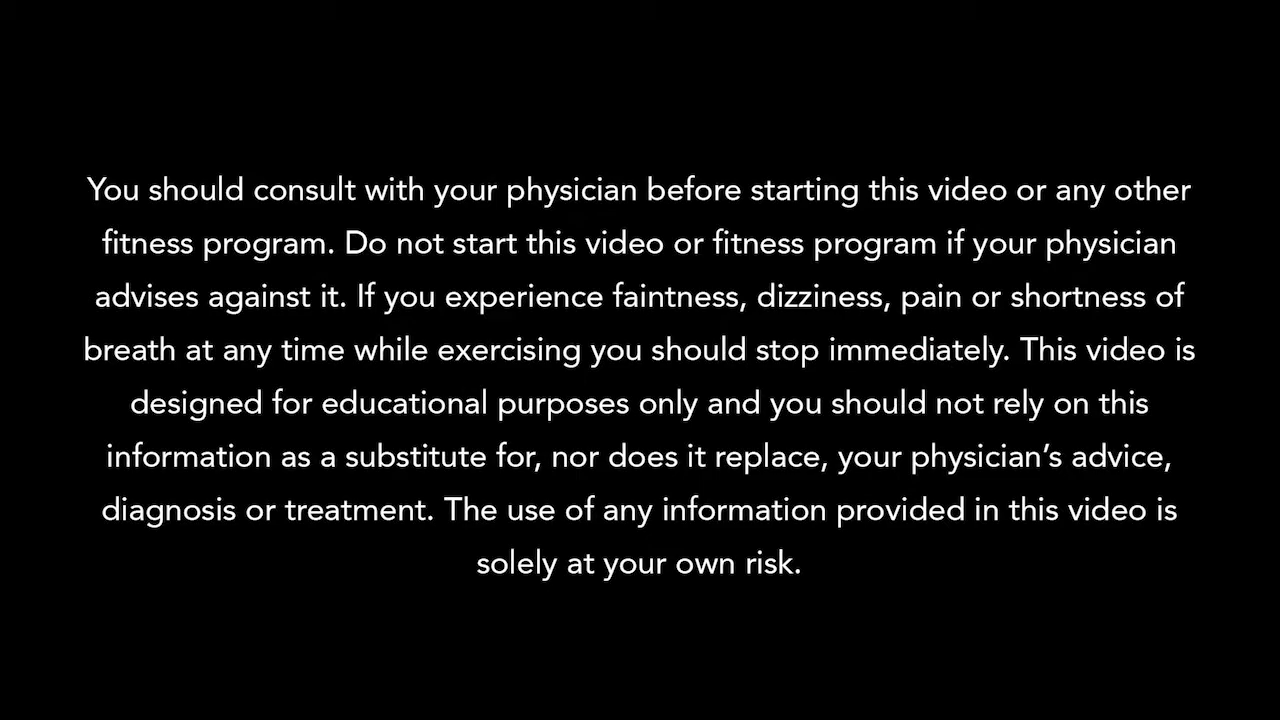 You should consult with your physician before starting this video or any other
fitness program. Do not start this video or fitness program if your physician
advises against it. If you experience faintness, dizziness, pain or shortness of
breath at any time while exercising you should stop immediately. This video is
designed for educational purposes only and you should not rely on this
information as a substitute for, nor does it replace, your physician’s advice,
diagnosis or treatment. The use of any information provided in this video is
solely at your own risk.